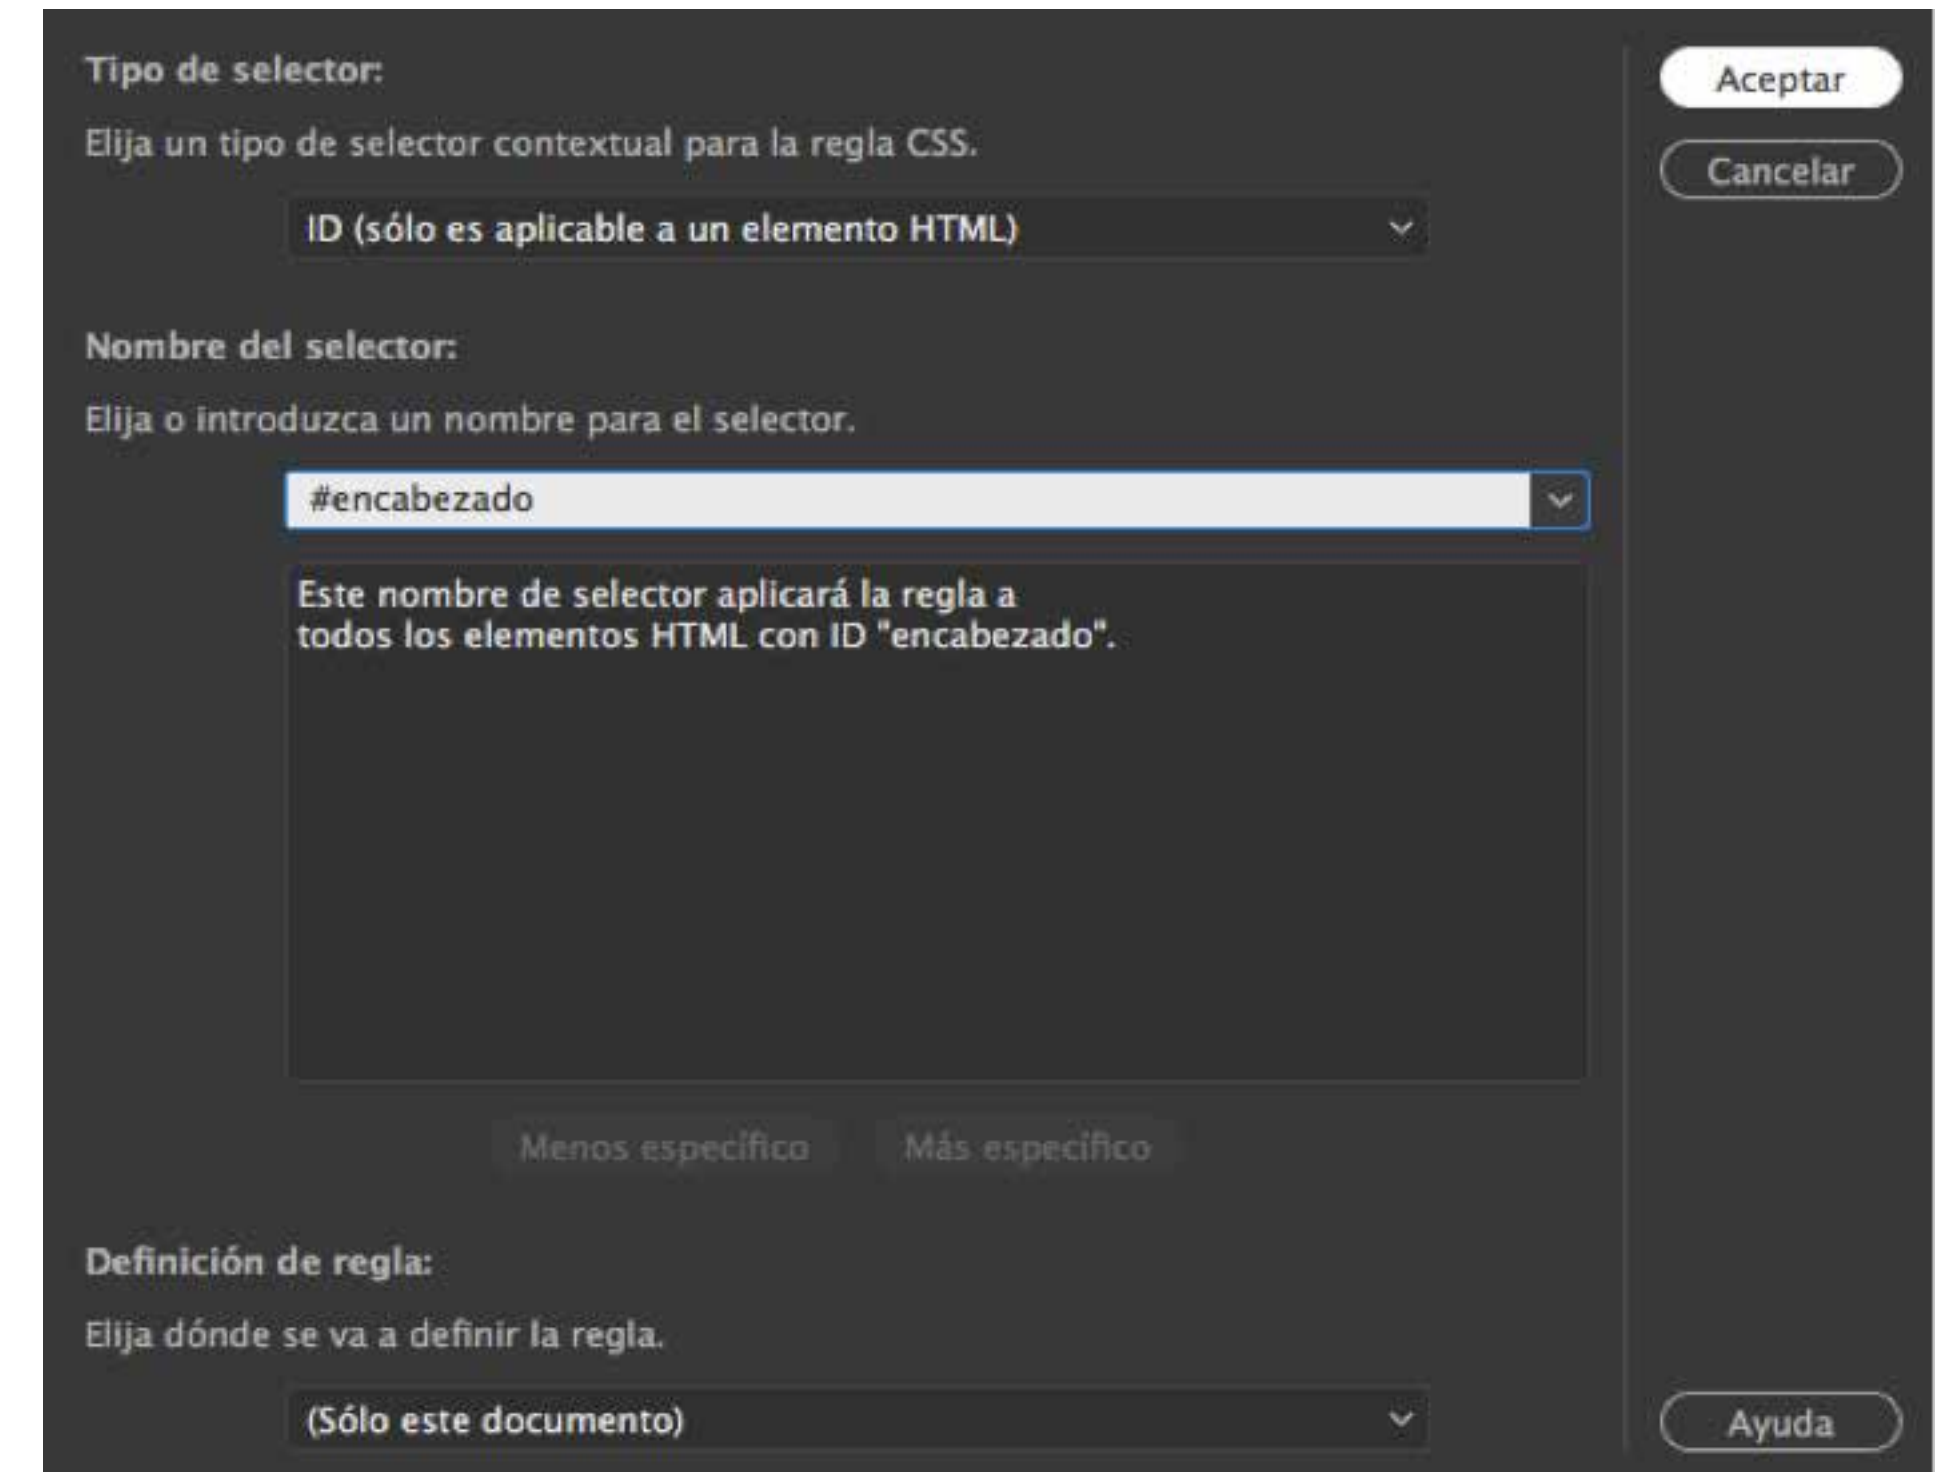 Tipo de selector:
Elija un tipo de selector contextual para la regla CSS.
ID (sólo es aplicable a un elemento HTML)
Nombre del selector:
Elija o introduzca un nombre para el selector.
#encabezado
Este nombre de selector aplicará la regla a
todos los elementos HTML con ID "encabezado".
Menos específico
Más específico
Definición de regla:
Elija dónde se va a definir la regla.
(Sólo este documento)
Aceptar
Cancelar
Ayuda